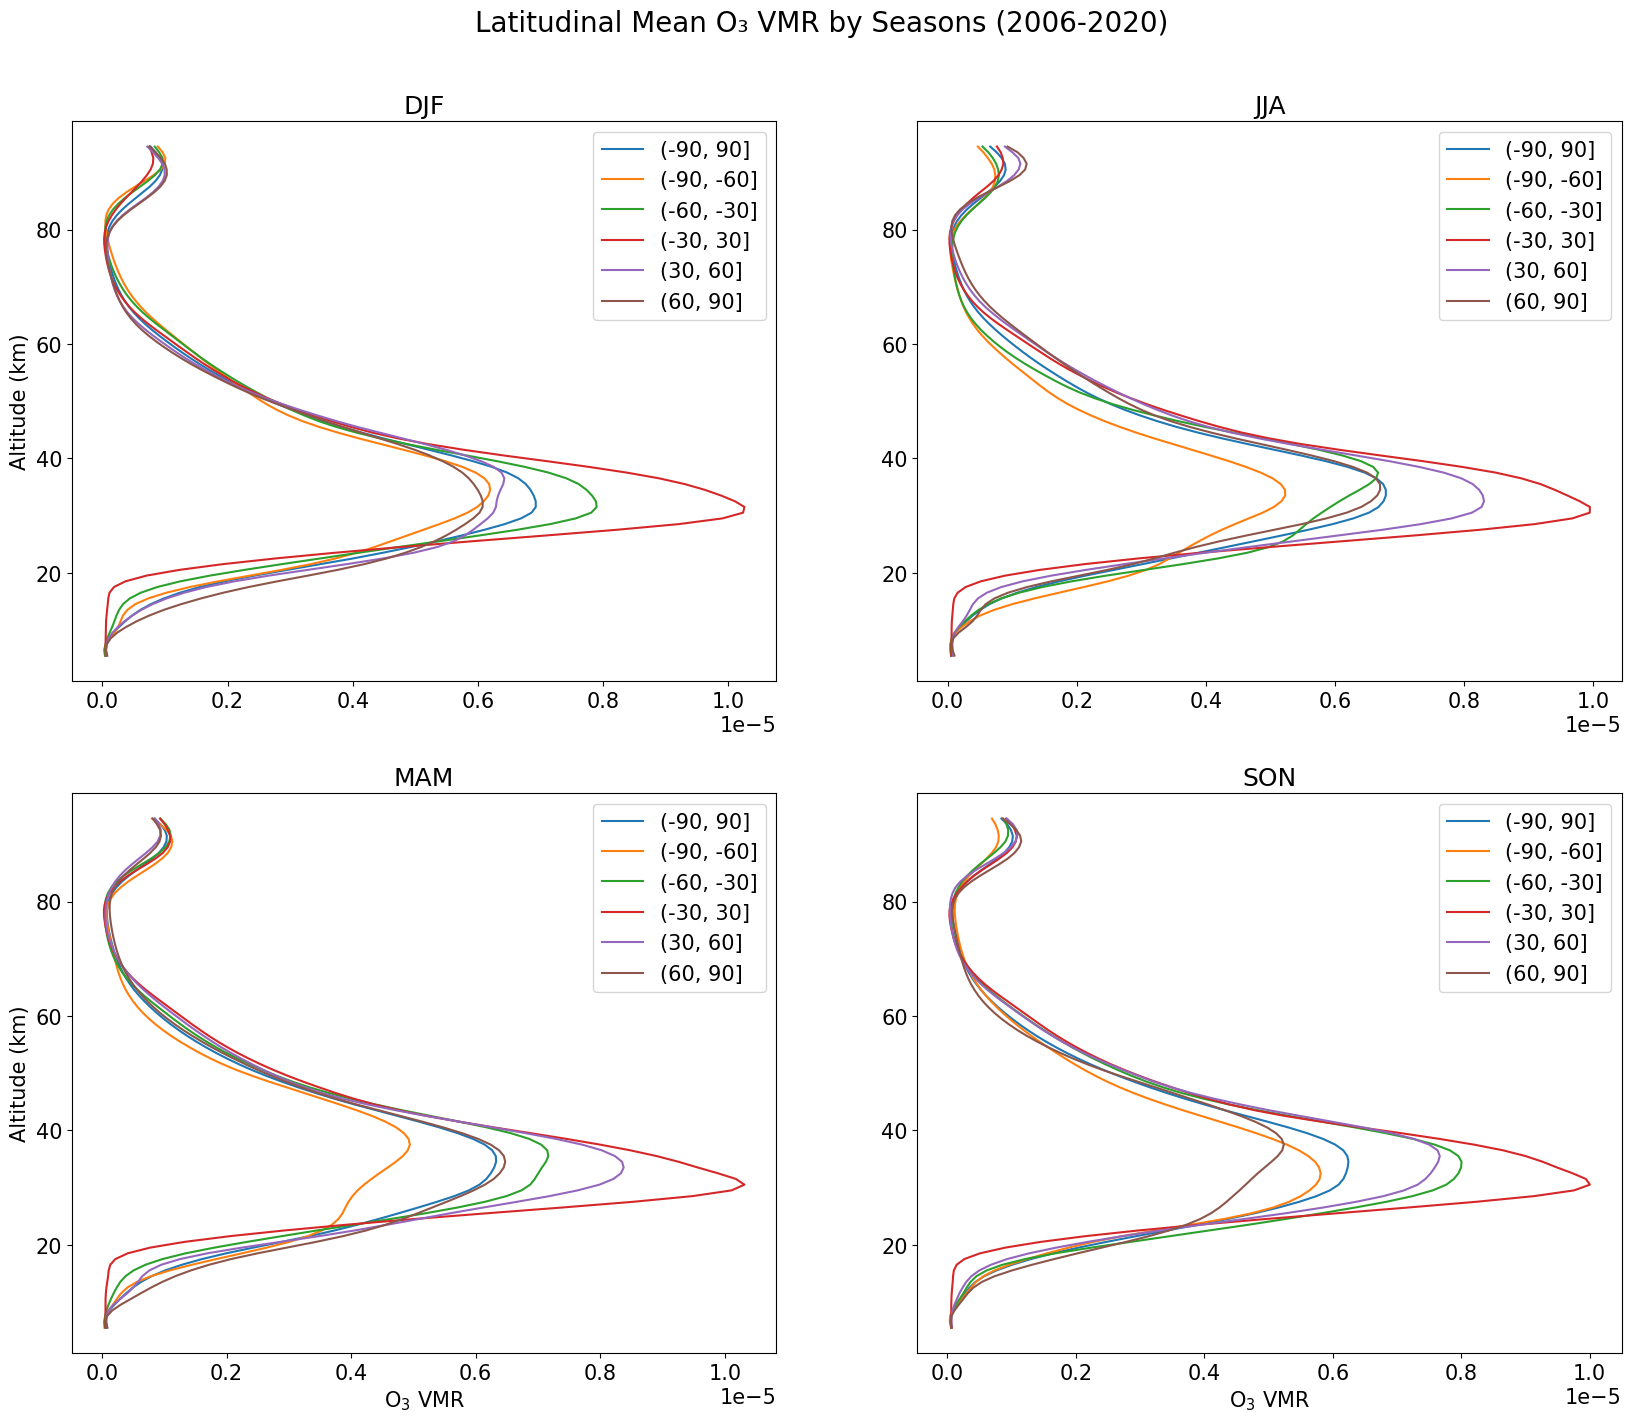 Latitudinal Mean O₃ VMR by Seasons (2006-2020)
DJF
Altitude (km)
80
60
40
20
0.0 0.2 0.4 0.6 0.8 1.0
1e−5
(-90, 90]
(-90, -60]
(-60, -30]
(-30, 30]
(30, 60]
(60, 90]
JJA
80
60
40
20
0.0 0.2 0.4 0.6 0.8 1.0
1e−5
(-90, 90]
(-90, -60]
(-60, -30]
(-30, 30]
(30, 60]
(60, 90]
MAM
Altitude (km)
80
60
40
20
0.0 0.2 0.4 0.6 0.8 1.0
1e−5
O₃ VMR
(-90, 90]
(-90, -60]
(-60, -30]
(-30, 30]
(30, 60]
(60, 90]
SON
80
60
40
20
0.0 0.2 0.4 0.6 0.8 1.0
1e−5
O₃ VMR
(-90, 90]
(-90, -60]
(-60, -30]
(-30, 30]
(30, 60]
(60, 90]